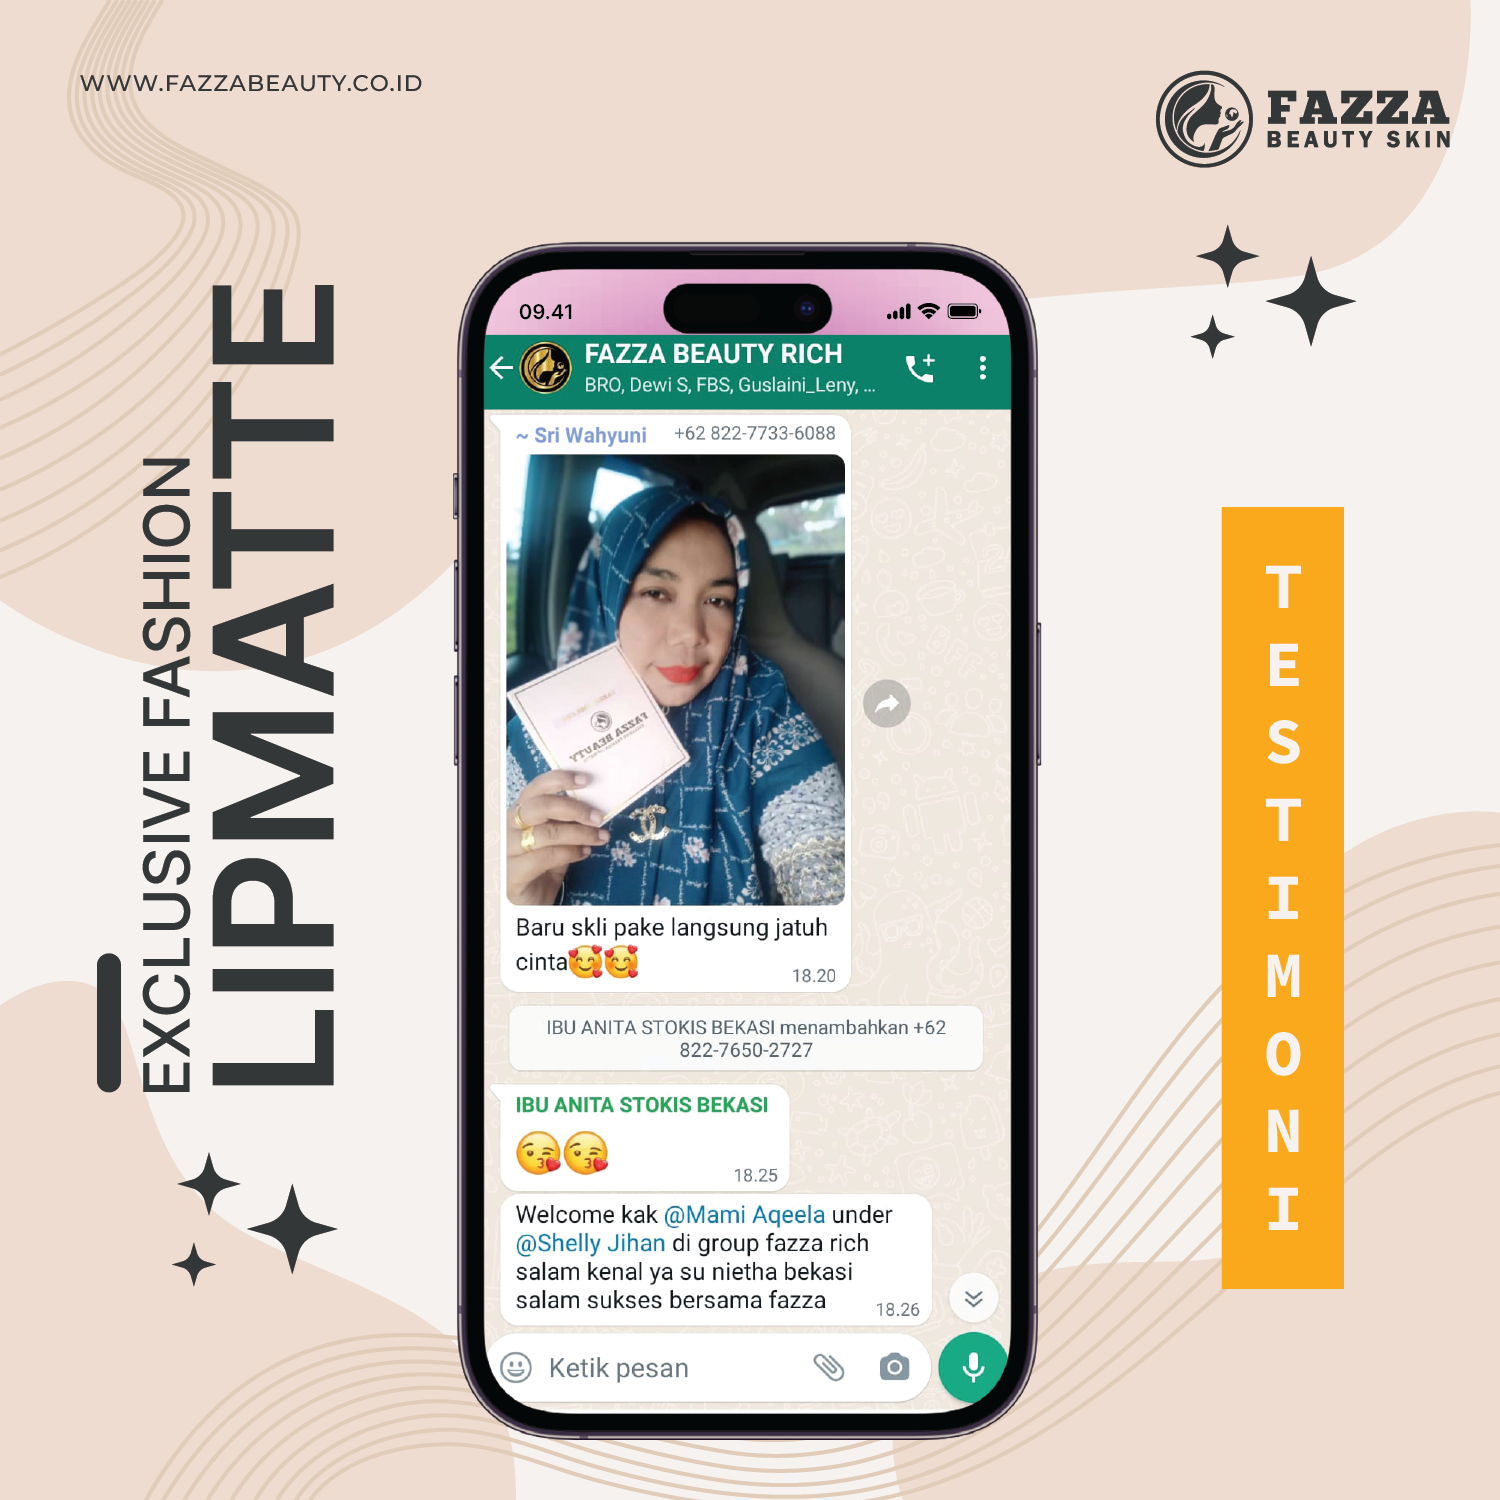 WWW.FAZZABEAUTY.CO.ID
FAZZA
BEAUTY SKIN
EXCLUSIVE FASHION
LIPMATTE
09.41
FAZZA BEAUTY RICH
BRO, Dewi S, FBS, Guslaini_Leny, ...
~ Sri Wahyuni +62 822-7733-6088
FAZZA BEAUTY
Baru skli pake langsung jatuh
cinta🥰🥰
18.20
IBU ANITA STOKIS BEKASI menambahkan +62
822-7650-2727
IBU ANITA STOKIS BEKASI
😘😘
18.25
Welcome kak @Mami Aqeela under
@Shelly Jihan di group fazza rich
salam kenal ya su nietha bekasi
salam sukses bersama fazza
18.26
Ketik pesan
TESTIMONI